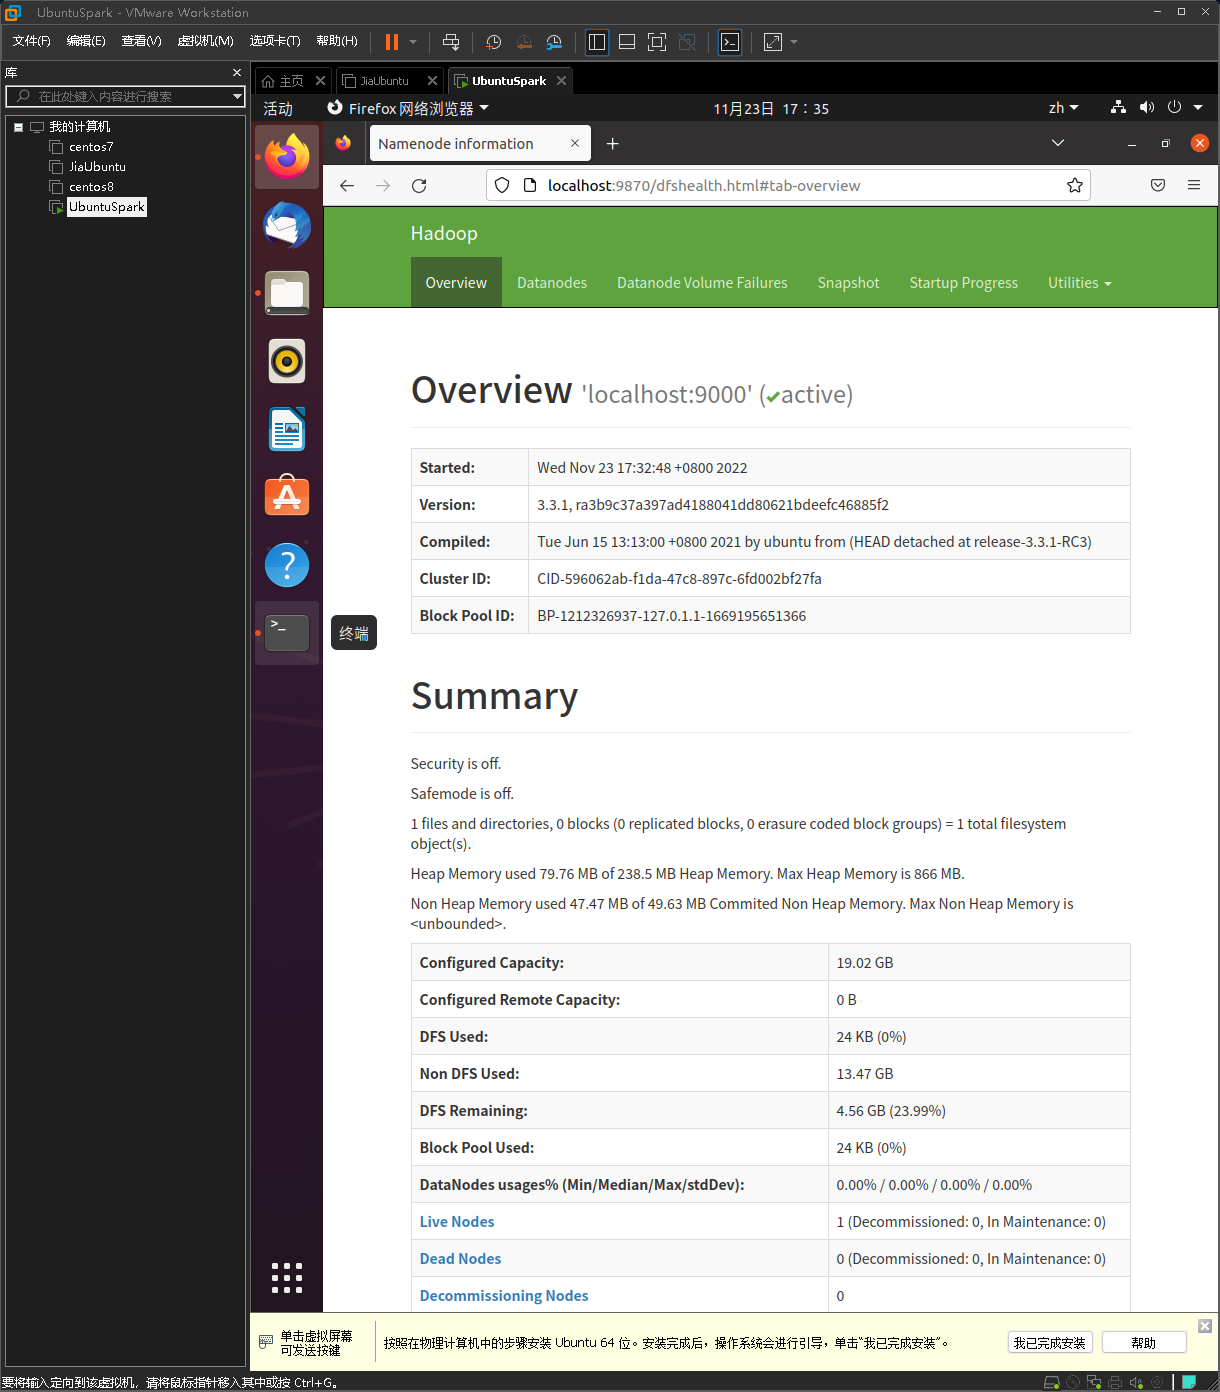 UbuntuSpark - VMware Workstation
文件(F) 编辑(E) 查看(V) 虚拟机(M) 选项卡(T) 帮助(H)
库
在此处键入内容进行搜索
我的计算机
centos7
JiaUbuntu
centos8
UbuntuSpark
主页 JiaUbuntu UbuntuSpark
活动 Firefox 网络浏览器 11月23日 17：35 zh
Namenode information
localhost:9870/dfshealth.html#tab-overview
Hadoop
Overview Datanodes Datanode Volume Failures Snapshot Startup Progress Utilities
Overview 'localhost:9000' (✔active)
Started: Wed Nov 23 17:32:48 +0800 2022
Version: 3.3.1, ra3b9c37a397ad4188041dd80621bdeefc46885f2
Compiled: Tue Jun 15 13:13:00 +0800 2021 by ubuntu from (HEAD detached at release-3.3.1-RC3)
Cluster ID: CID-596062ab-f1da-47c8-897c-6fd002bf27fa
Block Pool ID: BP-1212326937-127.0.1.1-1669195651366
终端
Summary
Security is off.
Safemode is off.
1 files and directories, 0 blocks (0 replicated blocks, 0 erasure coded block groups) = 1 total filesystem
object(s).
Heap Memory used 79.76 MB of 238.5 MB Heap Memory. Max Heap Memory is 866 MB.
Non Heap Memory used 47.47 MB of 49.63 MB Commited Non Heap Memory. Max Non Heap Memory is
<unbounded>.
Configured Capacity: 19.02 GB
Configured Remote Capacity: 0 B
DFS Used: 24 KB (0%)
Non DFS Used: 13.47 GB
DFS Remaining: 4.56 GB (23.99%)
Block Pool Used: 24 KB (0%)
DataNodes usages% (Min/Median/Max/stdDev): 0.00% / 0.00% / 0.00% / 0.00%
Live Nodes 1 (Decommissioned: 0, In Maintenance: 0)
Dead Nodes 0 (Decommissioned: 0, In Maintenance: 0)
Decommissioning Nodes 0
单击虚拟屏幕
可发送按键
按照在物理计算机中的步骤安装 Ubuntu 64 位。安装完成后，操作系统会进行引导，单击“我已完成安装”。
我已完成安装 帮助
要将输入定向到该虚拟机，请将鼠标指针移入其中或按 Ctrl+G。